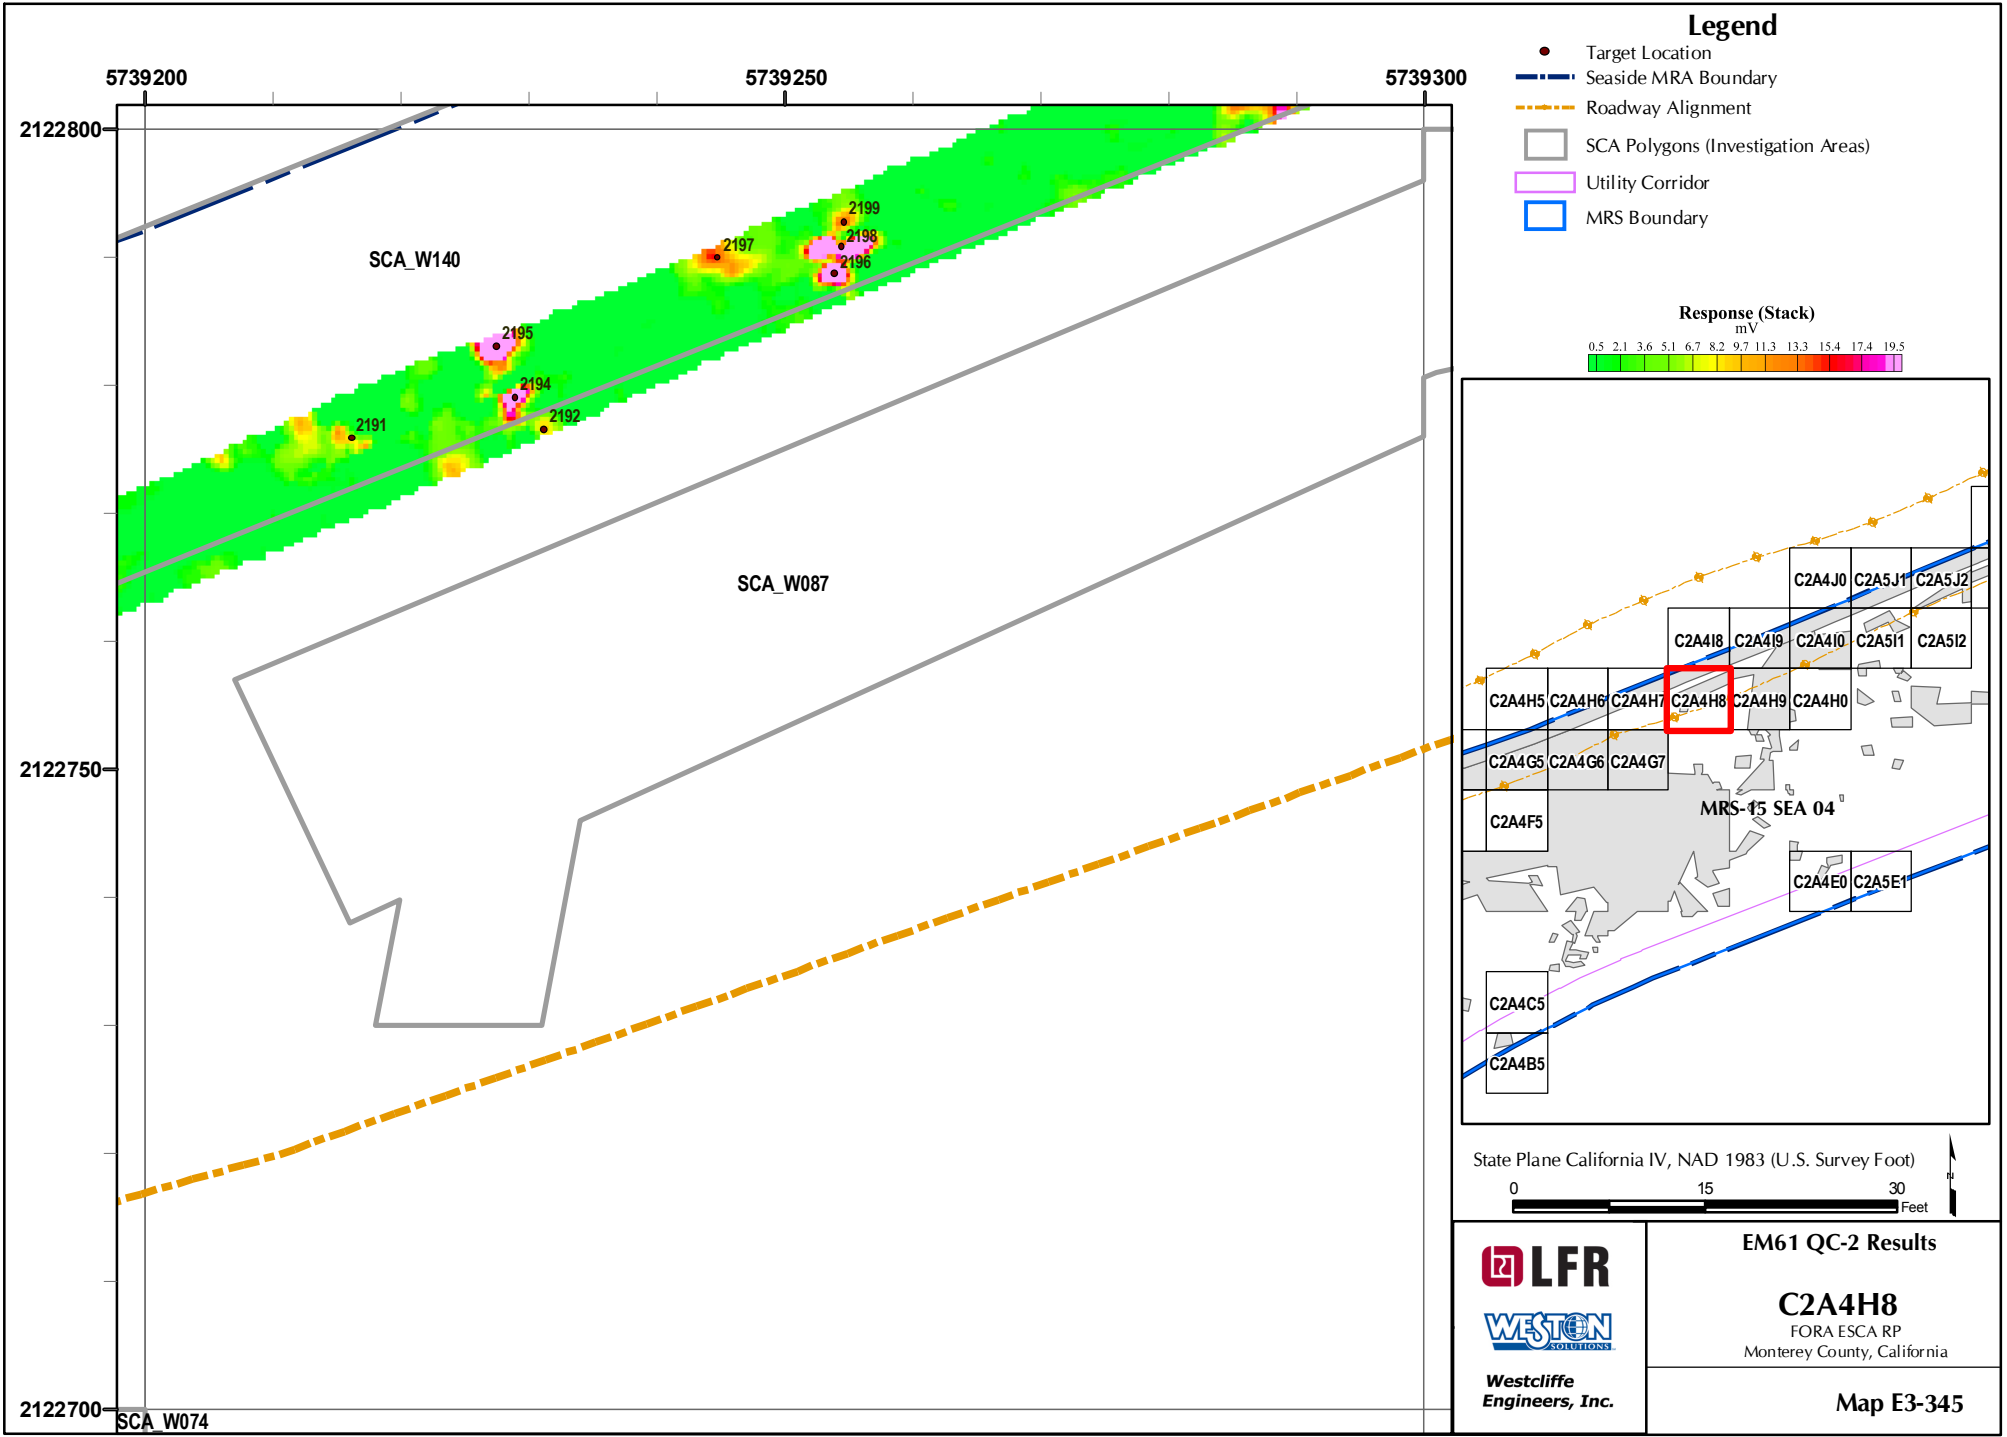 Legend
Target Location
Seaside MRA Boundary
Roadway Alignment
SCA Polygons (Investigation Areas)
Utility Corridor
MRS Boundary
5739200
5739250
5739300
2122800
2122750
2122700
SCA_W140
SCA_W087
SCA_W074
2199
2198
2197
2196
2195
2194
2192
2191
Response (Stack)
mV
0.5 2.1 3.6 5.1 6.7 8.2 9.7 11.3 13.3 15.4 17.4 19.5
C2A4J0 C2A5J1 C2A5J2
C2A4I8 C2A4I9 C2A4I0 C2A5I1 C2A5I2
C2A4H5 C2A4H6 C2A4H7 C2A4H8 C2A4H9 C2A4H0
C2A4G5 C2A4G6 C2A4G7
MRS-15 SEA 04
C2A4F5
C2A4E0 C2A5E1
C2A4C5
C2A4B5
State Plane California IV, NAD 1983 (U.S. Survey Foot)
0 15 30
Feet
N
LFR
WESTON
SOLUTIONS
Westcliffe
Engineers, Inc.
EM61 QC-2 Results
C2A4H8
FORA ESCA RP
Monterey County, California
Map E3-345